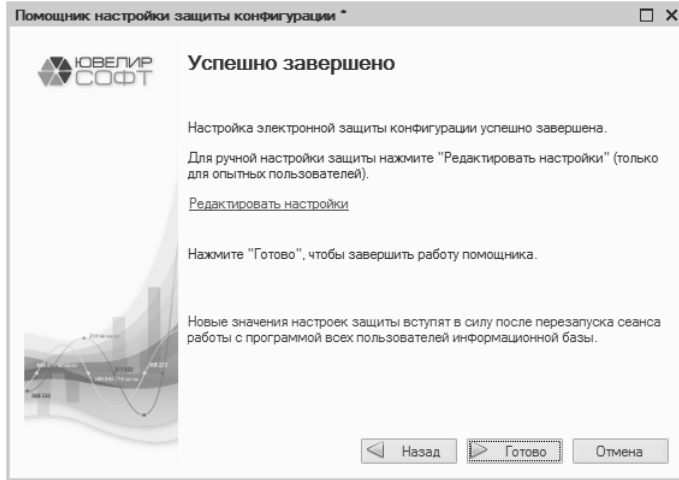 Помощник настройки защиты конфигурации *
ЮВЕЛИР
СОФТ
Успешно завершено
Настройка электронной защиты конфигурации успешно завершена.
Для ручной настройки защиты нажмите "Редактировать настройки" (только
для опытных пользователей).
Редактировать настройки
Нажмите "Готово", чтобы завершить работу помощника.
Новые значения настроек защиты вступят в силу после перезапуска сеанса
работы с программой всех пользователей информационной базы.
Назад
Готово
Отмена